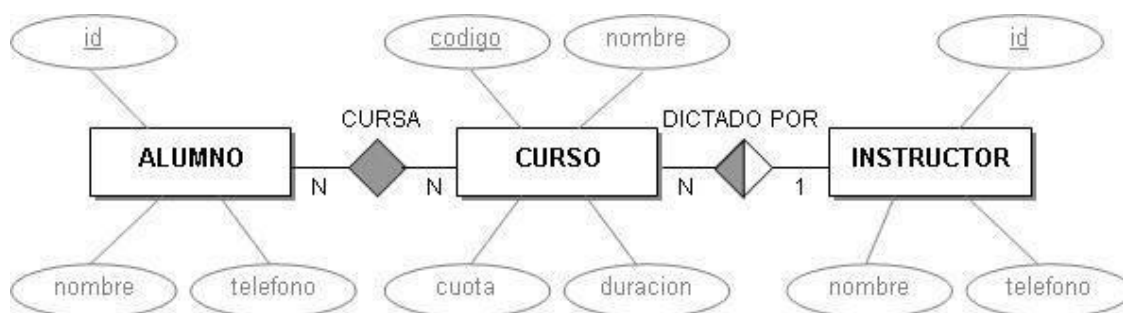 id
codigo
nombre
id
CURSA
DICTADO POR
ALUMNO
CURSO
INSTRUCTOR
N
N
N
1
nombre
telefono
cuota
duracion
nombre
telefono